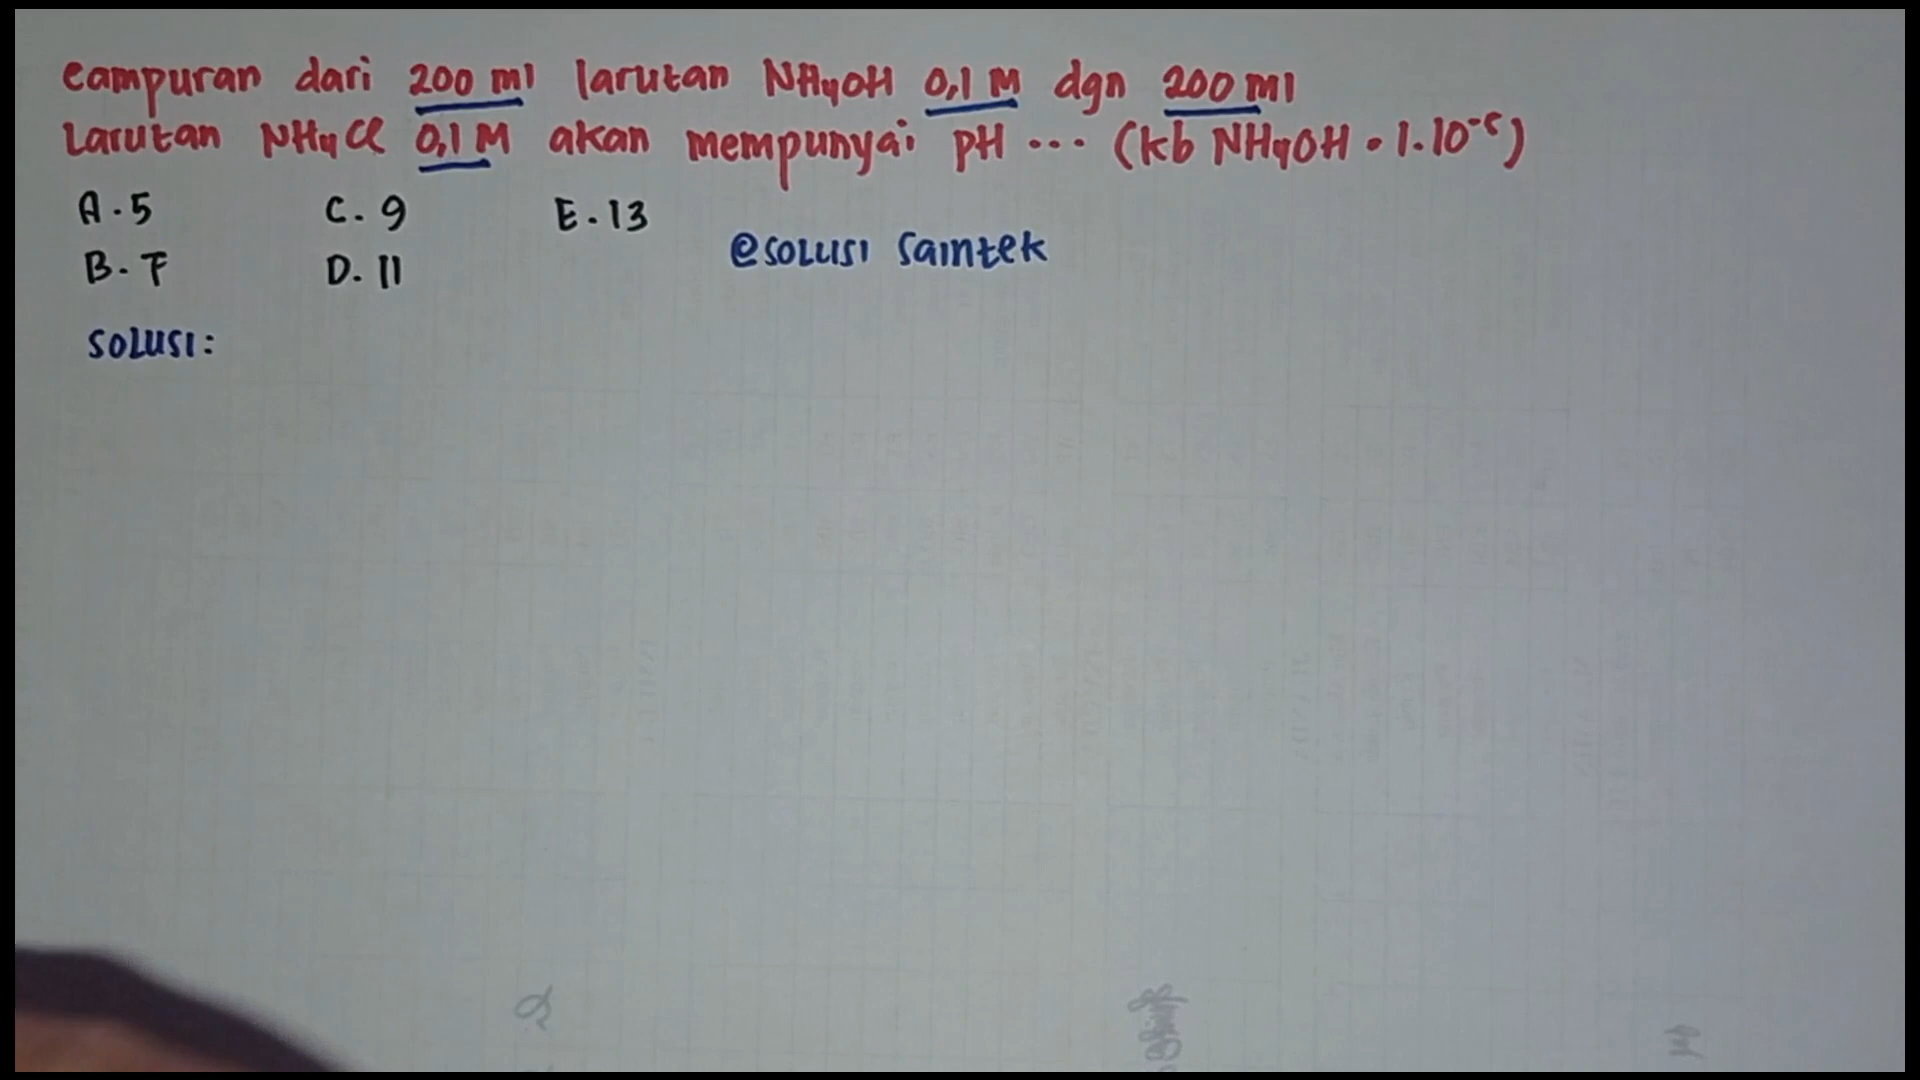 campuran dari 200 ml larutan NH4OH 0,1 M dgn 200 ml
Larutan NH4Cl 0,1 M akan mempunyai pH ... (kb NH4OH = 1.10⁻⁵)
A. 5 C. 9 E. 13
B. 7 D. 11
@solusi saintek
SOLUSI: